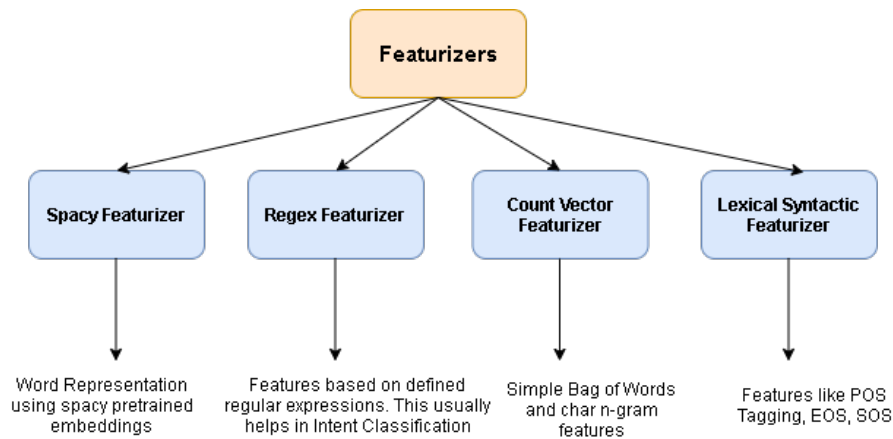 Featurizers
Spacy Featurizer
Regex Featurizer
Count Vector
Featurizer
Lexical Syntactic
Featurizer
Word Representation
using spacy pretrained
embeddings
Features based on defined
regular expressions. This usually
helps in Intent Classification
Simple Bag of Words
and char n-gram
features
Features like POS
Tagging, EOS, SOS